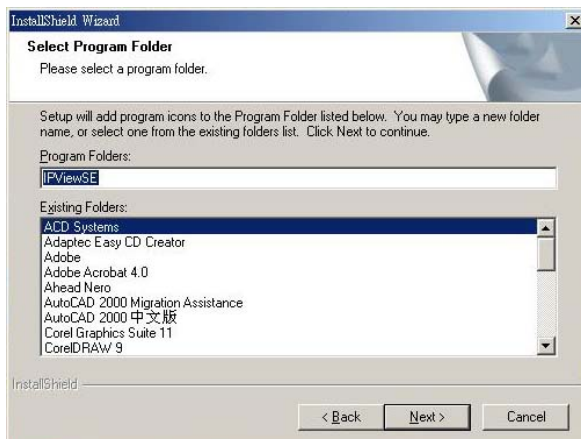 InstallShield Wizard
Select Program Folder
Please select a program folder.
Setup will add program icons to the Program Folder listed below. You may type a new folder
name, or select one from the existing folders list. Click Next to continue.
Program Folders:
IPViewSE
Existing Folders:
ACD Systems
Adaptec Easy CD Creator
Adobe
Adobe Acrobat 4.0
Ahead Nero
AutoCAD 2000 Migration Assistance
AutoCAD 2000 中文版
Corel Graphics Suite 11
CorelDRAW 9
InstallShield
< Back Next > Cancel